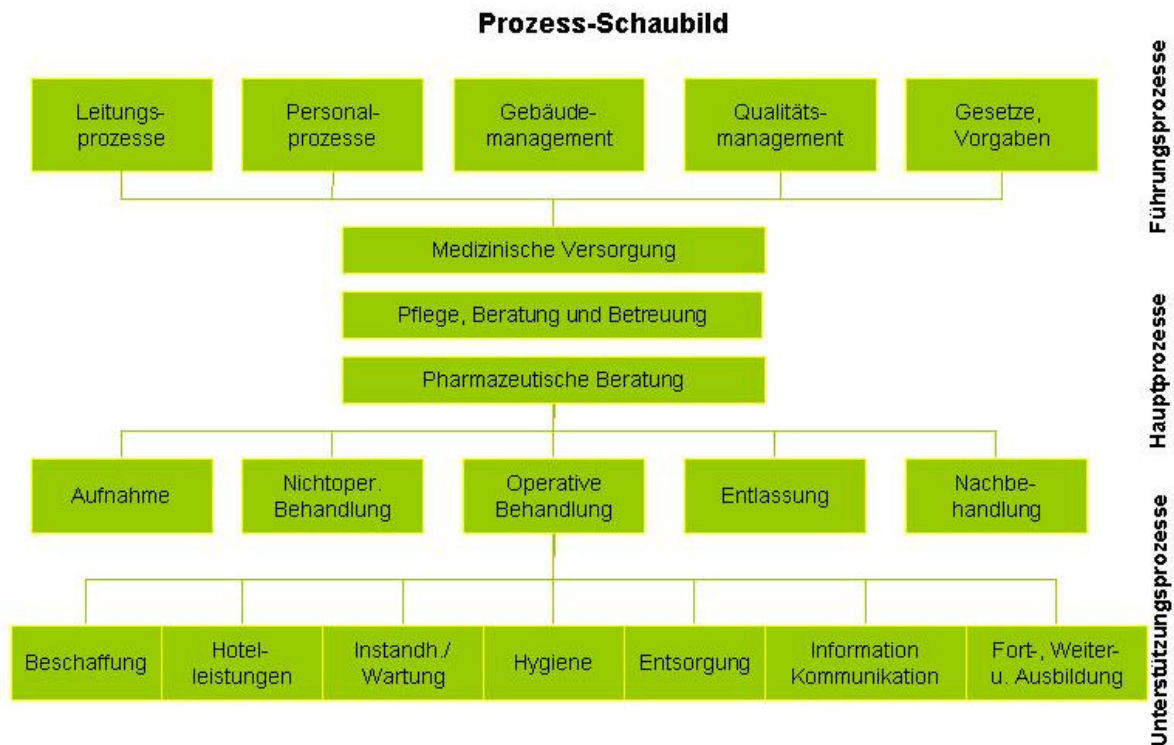 Prozess-Schaubild
Leitungs-
prozesse
Personal-
prozesse
Gebäude-
management
Qualitäts-
management
Gesetze,
Vorgaben
Führungsprozesse
Medizinische Versorgung
Pflege, Beratung und Betreuung
Pharmazeutische Beratung
Hauptprozesse
Aufnahme
Nichtoper.
Behandlung
Operative
Behandlung
Entlassung
Nachbe-
handlung
Beschaffung
Hotel-
leistungen
Instandh./
Wartung
Hygiene
Entsorgung
Information
Kommunikation
Fort-, Weiter-
u. Ausbildung
Unterstützungsprozesse